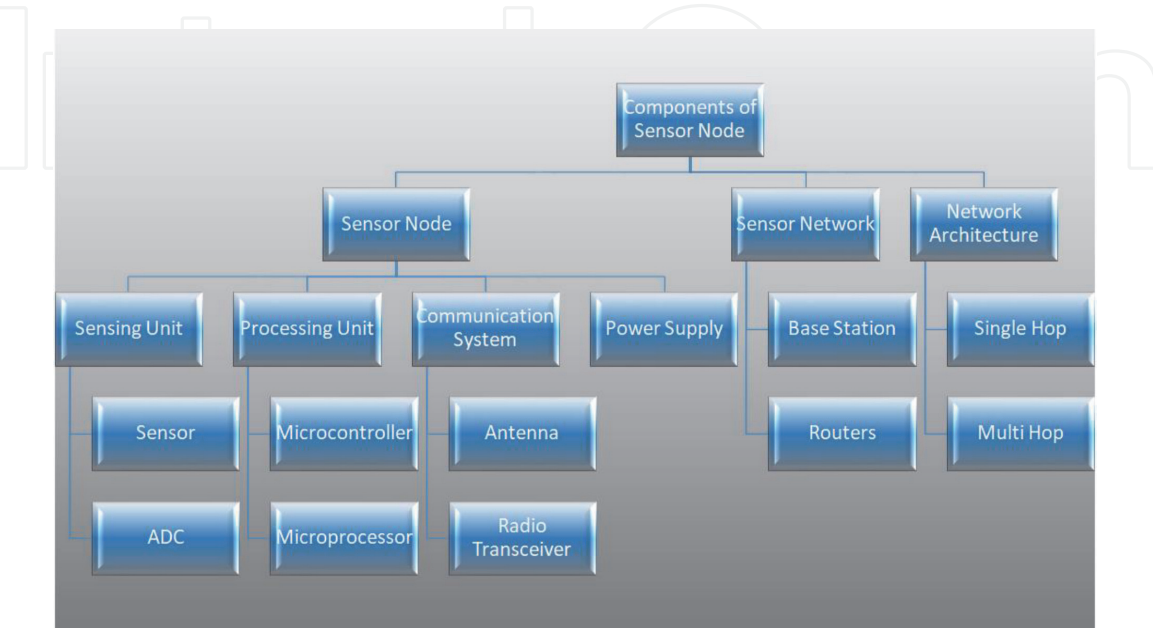 Components of
Sensor Node
Sensor Node
Sensor Network
Network
Architecture
Sensing Unit
Processing Unit
Communication
System
Power Supply
Base Station
Single Hop
Sensor
Microcontroller
Antenna
Routers
Multi Hop
ADC
Microprocessor
Radio
Transceiver